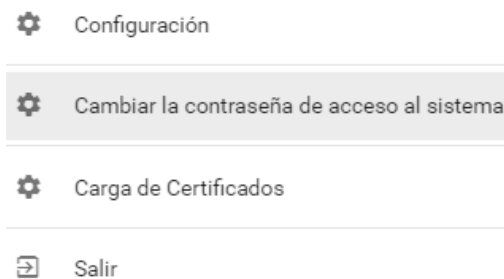 Configuración
Cambiar la contraseña de acceso al sistema
Carga de Certificados
Salir